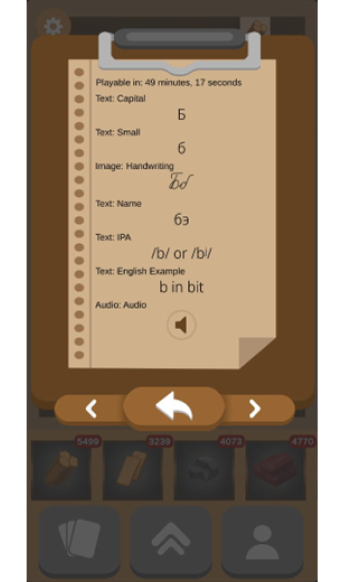 Playable in: 49 minutes, 17 seconds
Text: Capital
Б
Text: Small
б
Image: Handwriting
Бб
Text: Name
бэ
Text: IPA
/b/ or /bʲ/
Text: English Example
b in bit
Audio: Audio
5499
3239
4073
4770